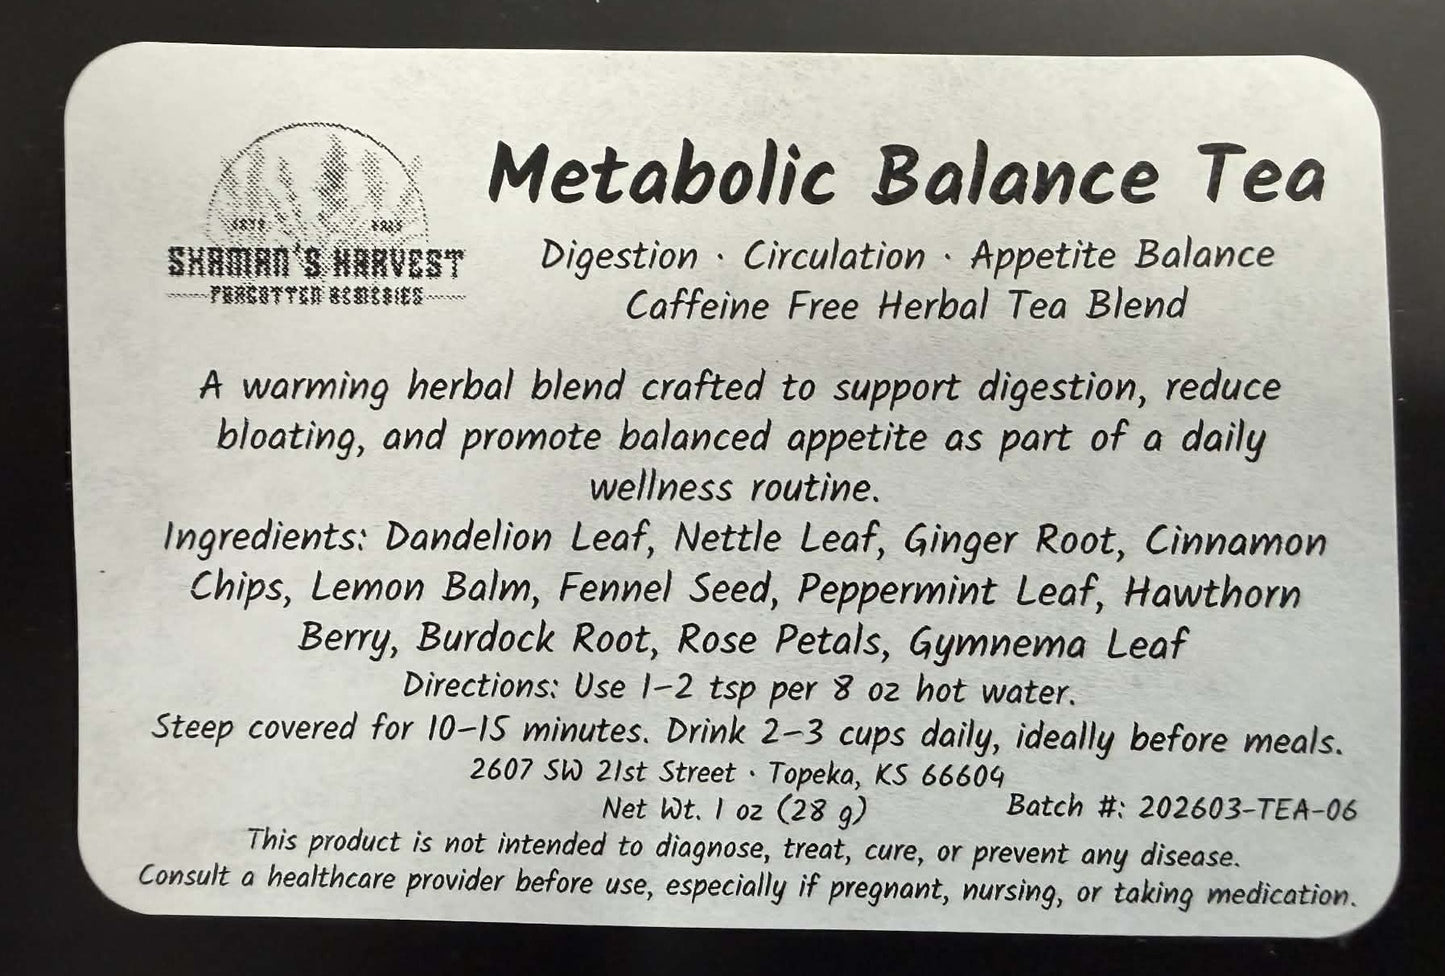 SHAMAN'S HARVEST
FORGOTTEN REMEDIES
Metabolic Balance Tea
Digestion · Circulation · Appetite Balance
Caffeine Free Herbal Tea Blend
A warming herbal blend crafted to support digestion, reduce
bloating, and promote balanced appetite as part of a daily
wellness routine.
Ingredients: Dandelion Leaf, Nettle Leaf, Ginger Root, Cinnamon
Chips, Lemon Balm, Fennel Seed, Peppermint Leaf, Hawthorn
Berry, Burdock Root, Rose Petals, Gymnema Leaf
Directions: Use 1-2 tsp per 8 oz hot water.
Steep covered for 10-15 minutes. Drink 2-3 cups daily, ideally before meals.
2607 SW 21st Street · Topeka, KS 66604
Net Wt. 1 oz (28 g) Batch #: 202603-TEA-06
This product is not intended to diagnose, treat, cure, or prevent any disease.
Consult a healthcare provider before use, especially if pregnant, nursing, or taking medication.